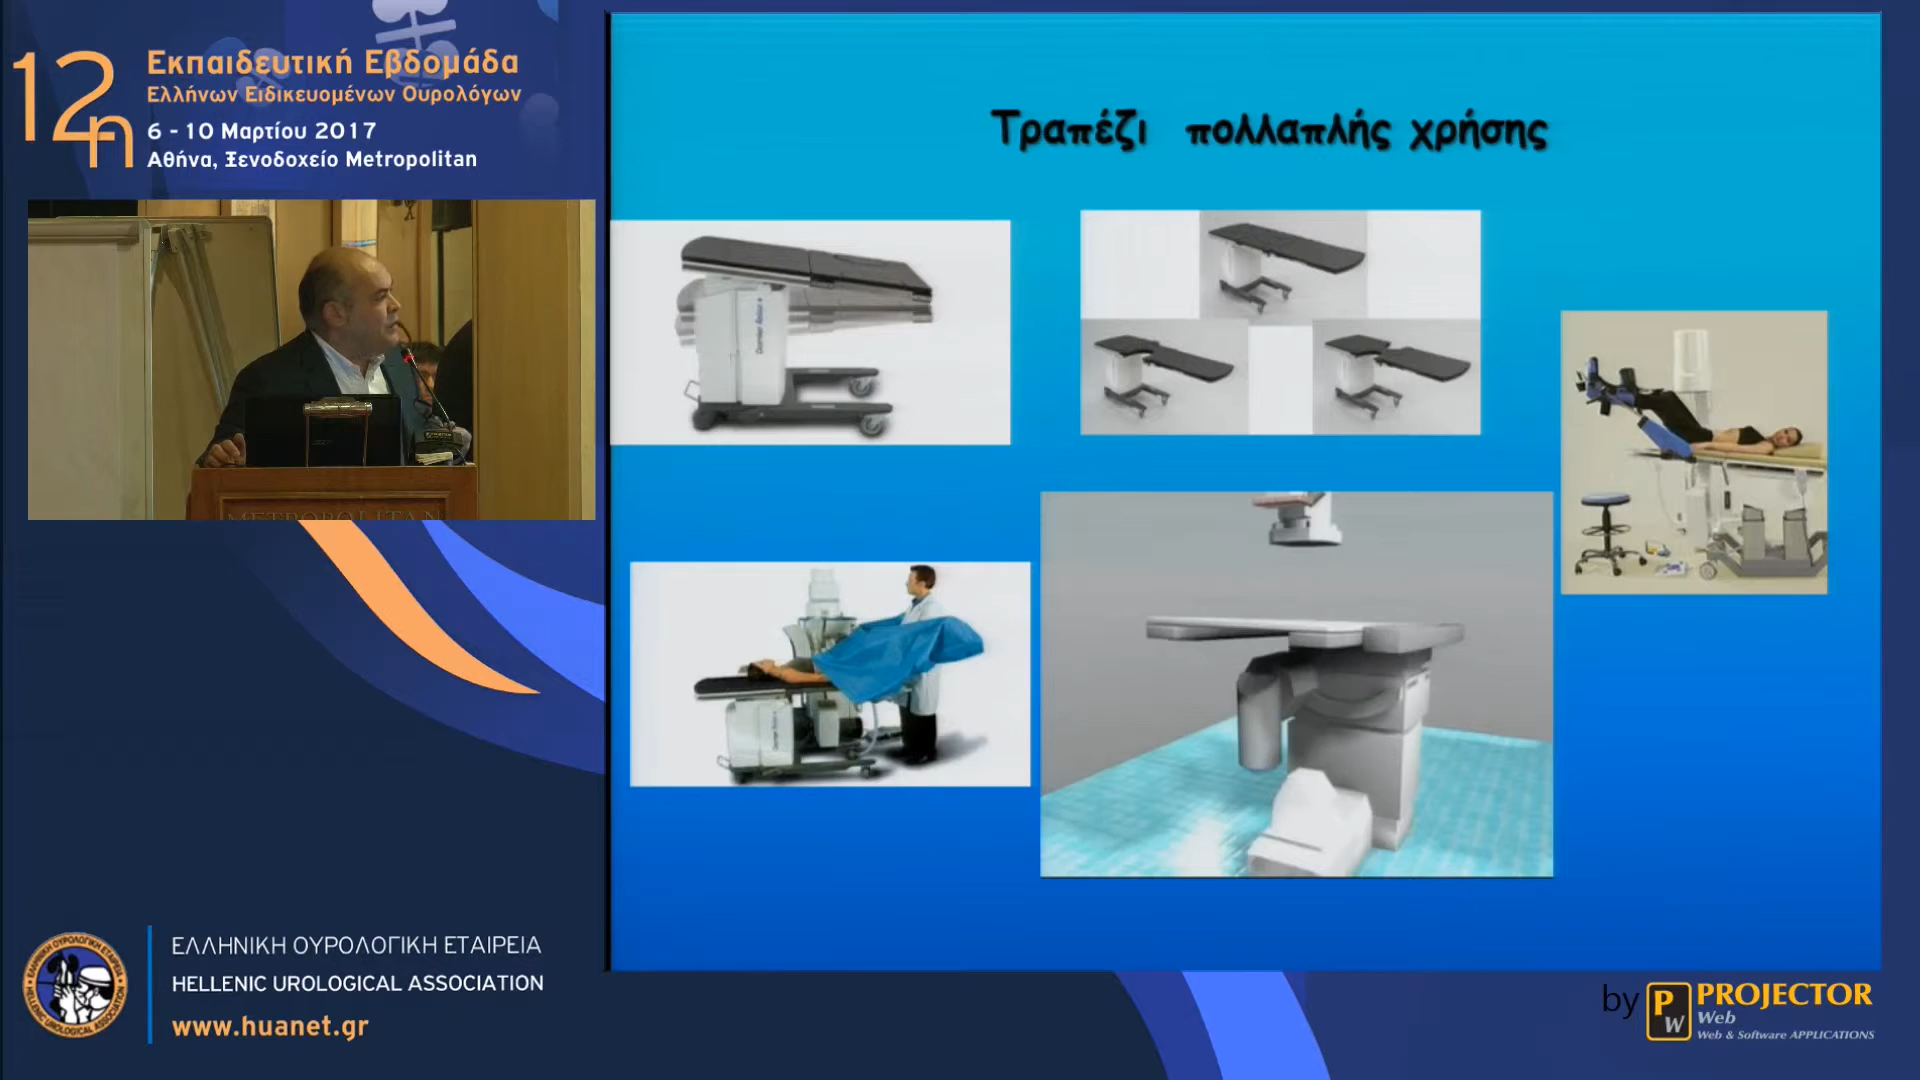 12η
Εκπαιδευτική Εβδομάδα
Ελλήνων Ειδικευομένων Ουρολόγων
6 - 10 Μαρτίου 2017
Αθήνα, Ξενοδοχείο Metropolitan
Τραπέζι πολλαπλής χρήσης
METROPOLITAN
ΕΛΛΗΝΙΚΗ ΟΥΡΟΛΟΓΙΚΗ ΕΤΑΙΡΕΙΑ
HELLENIC UROLOGICAL ASSOCIATION
www.huanet.gr
by PW PROJECTOR
Web
Web & Software APPLICATIONS